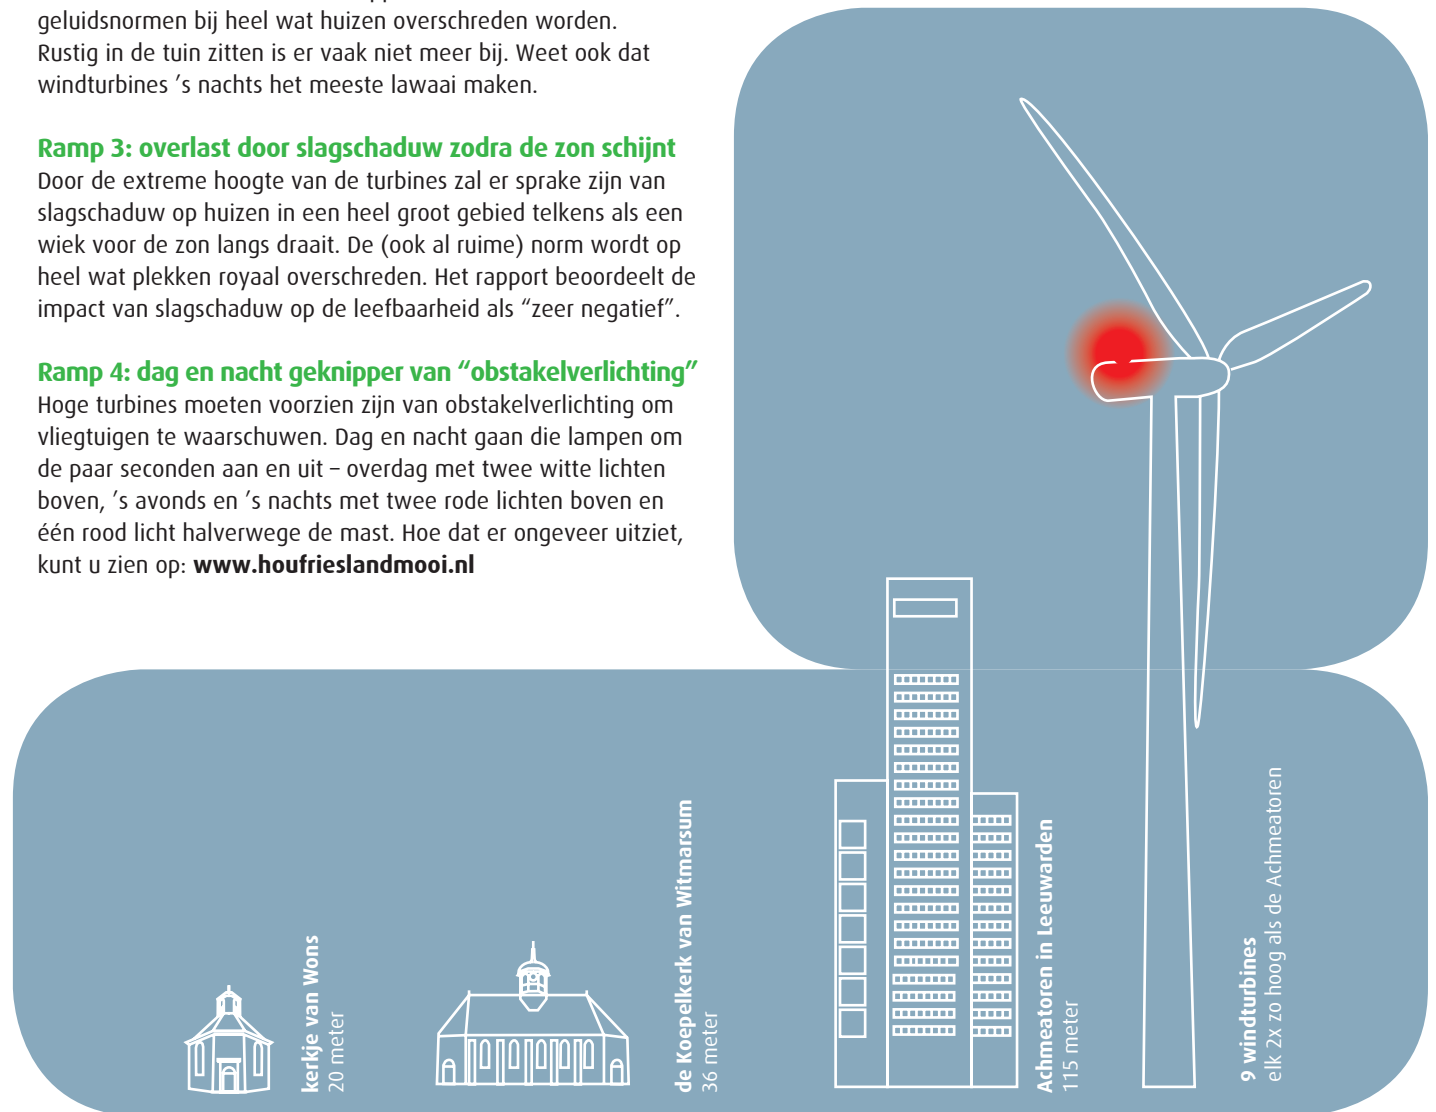 geluidsnormen bij heel wat huizen overschreden worden.
Rustig in de tuin zitten is er vaak niet meer bij. Weet ook dat
windturbines ’s nachts het meeste lawaai maken.
Ramp 3: overlast door slagschaduw zodra de zon schijnt
Door de extreme hoogte van de turbines zal er sprake zijn van
slagschaduw op huizen in een heel groot gebied telkens als een
wiek voor de zon langs draait. De (ook al ruime) norm wordt op
heel wat plekken royaal overschreden. Het rapport beoordeelt de
impact van slagschaduw op de leefbaarheid als “zeer negatief”.
Ramp 4: dag en nacht geknipper van “obstakelverlichting”
Hoge turbines moeten voorzien zijn van obstakelverlichting om
vliegtuigen te waarschuwen. Dag en nacht gaan die lampen om
de paar seconden aan en uit – overdag met twee witte lichten
boven, ’s avonds en ’s nachts met twee rode lichten boven en
één rood licht halverwege de mast. Hoe dat er ongeveer uitziet,
kunt u zien op: www.houfrieslandmooi.nl
kerkje van Wons
20 meter
de Koepelkerk van Witmarsum
36 meter
Achmeatoren in Leeuwarden
115 meter
9 windturbines
elk 2x zo hoog als de Achmeatoren